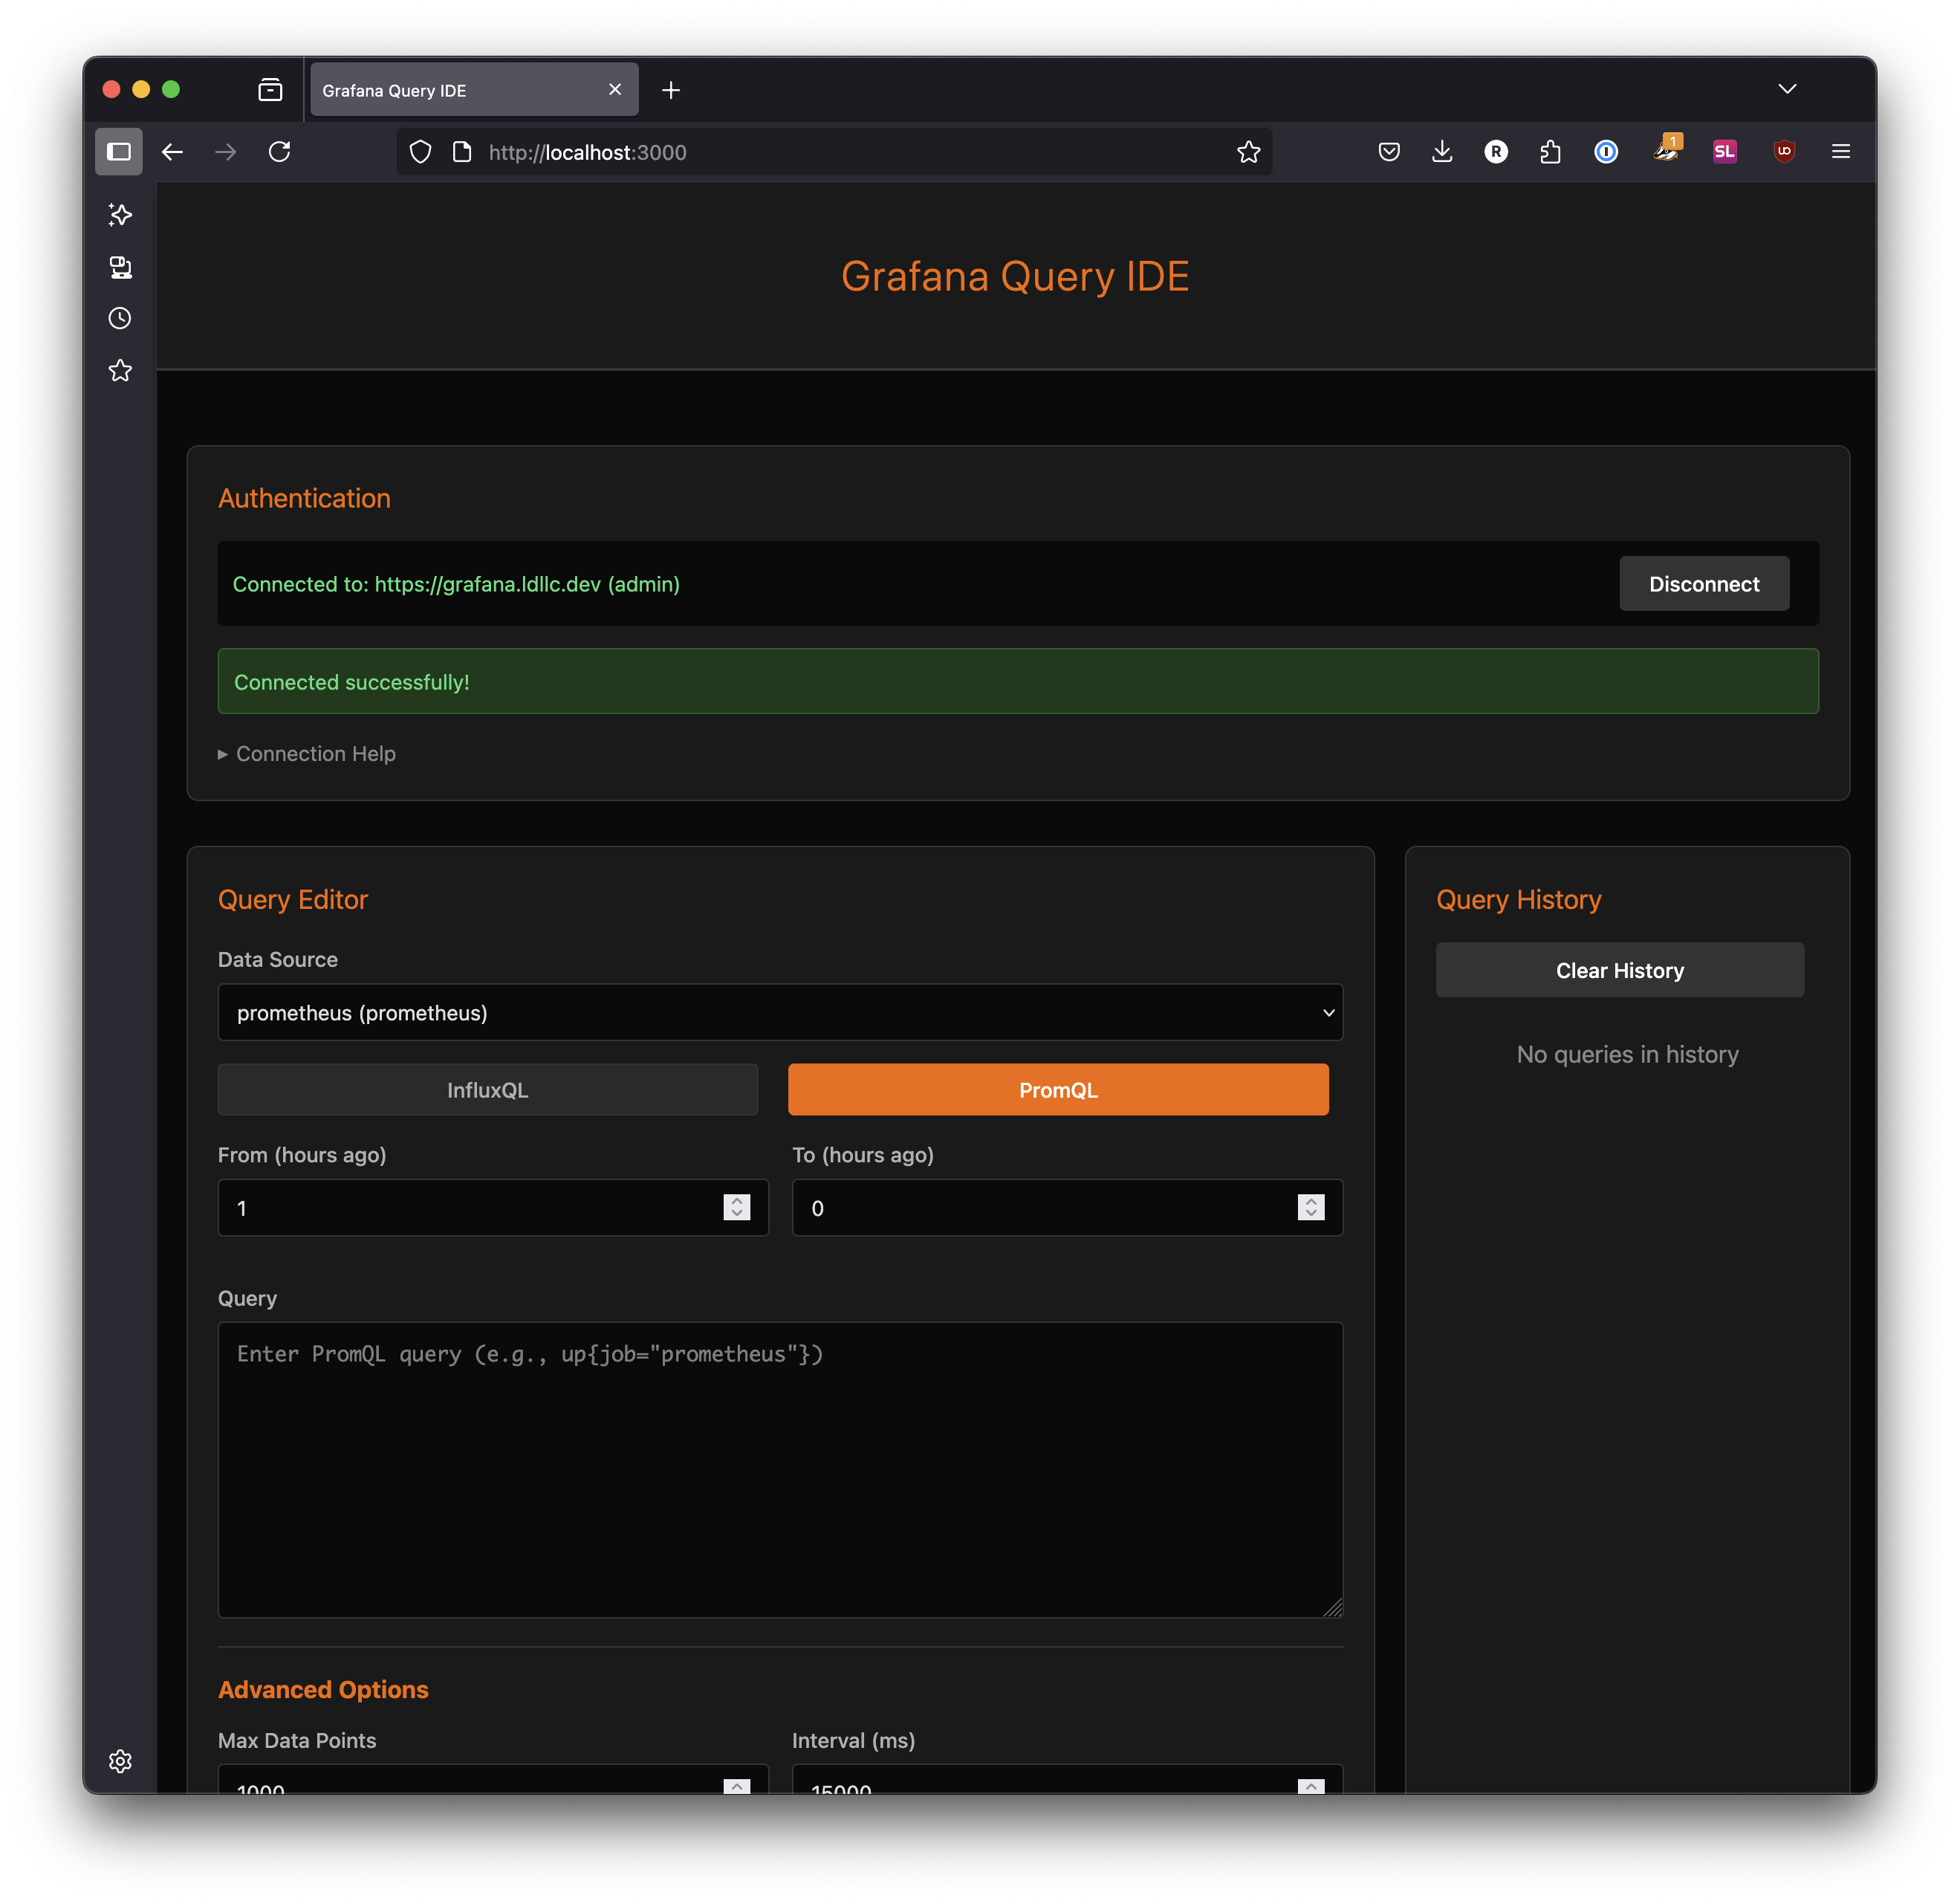 Grafana Query IDE
http://localhost:3000
R
1
SL
UD
Grafana Query IDE
Authentication
Connected to: https://grafana.ldllc.dev (admin)
Disconnect
Connected successfully!
Connection Help
Query Editor
Data Source
prometheus (prometheus)
InfluxQL
PromQL
From (hours ago)
To (hours ago)
1
0
Query
Enter PromQL query (e.g., up{job="prometheus"})
Advanced Options
Max Data Points
Interval (ms)
1000
15000
Query History
Clear History
No queries in history